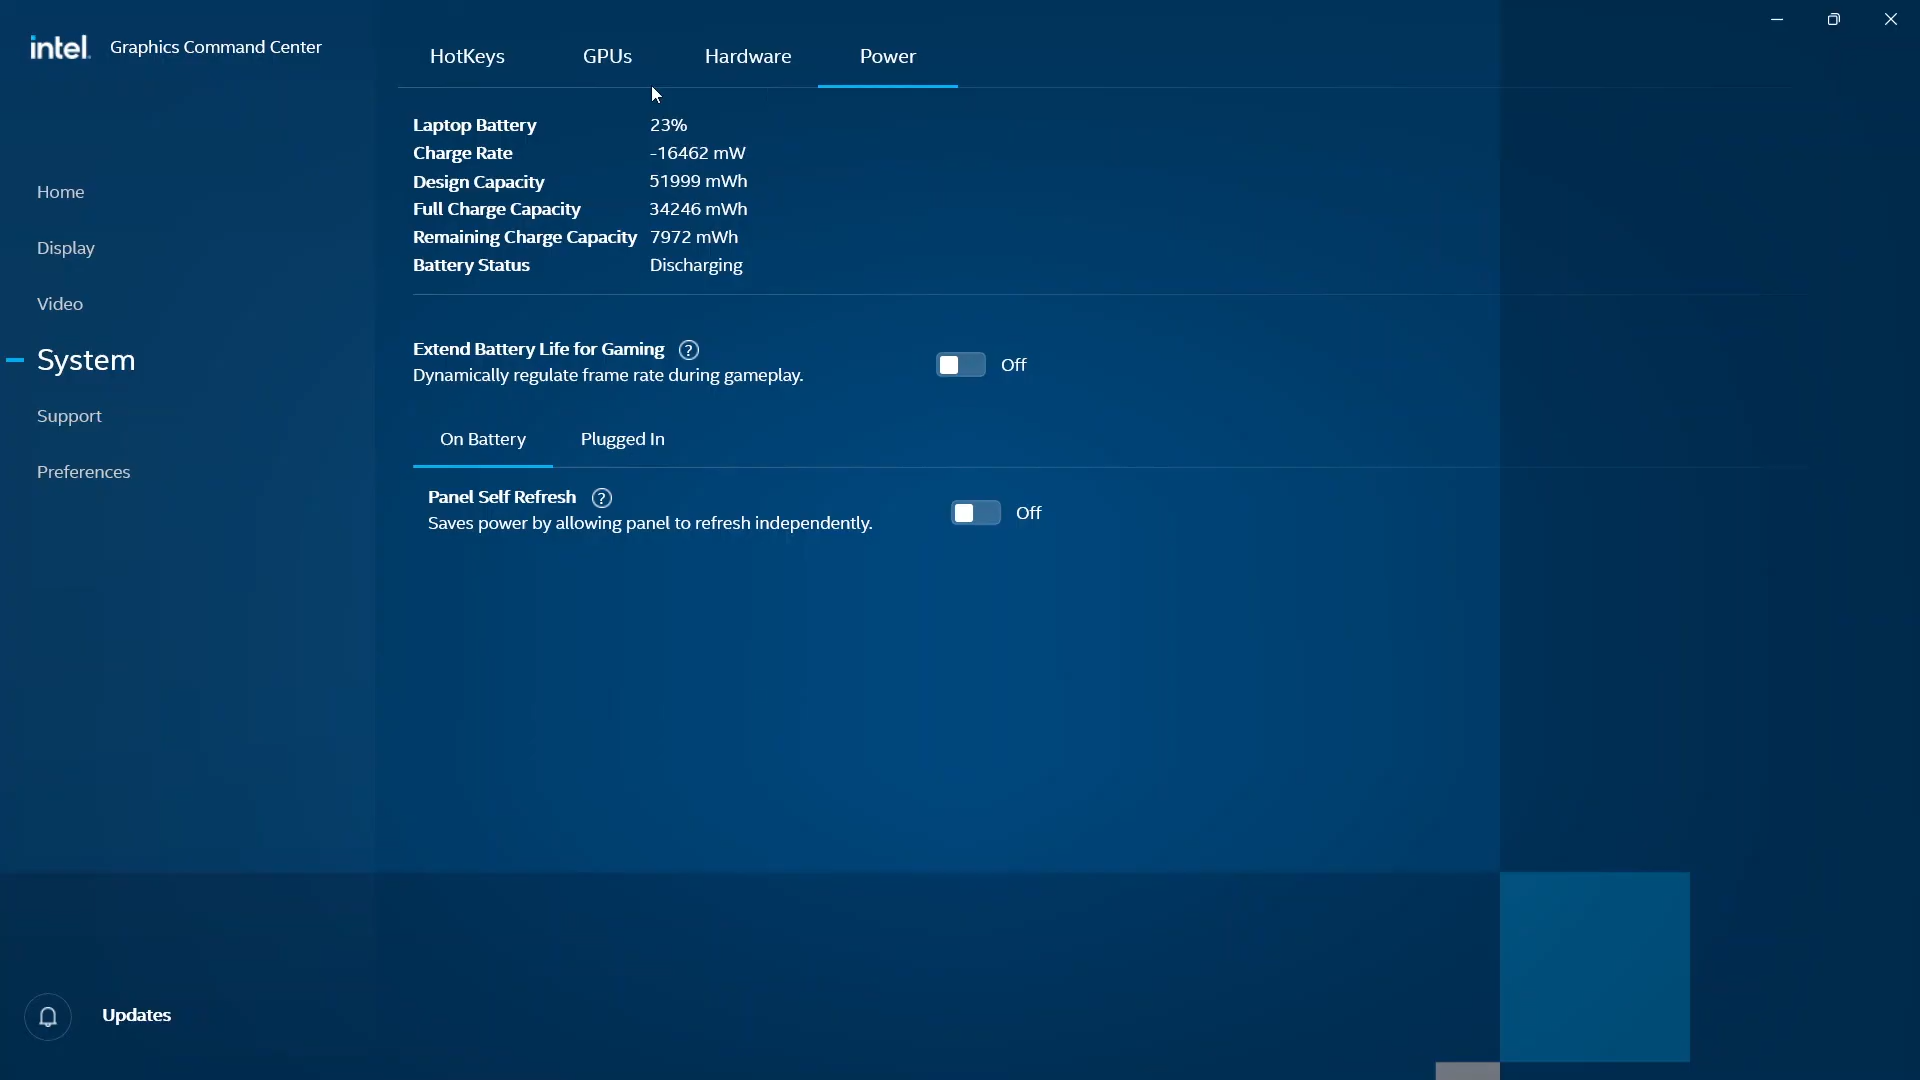 intel. Graphics Command Center
HotKeys GPUs Hardware Power
Laptop Battery 23%
Charge Rate -16462 mW
Design Capacity 51999 mWh
Full Charge Capacity 34246 mWh
Remaining Charge Capacity 7972 mWh
Battery Status Discharging
Home
Display
Video
System
Support
Preferences
Extend Battery Life for Gaming ?
Dynamically regulate frame rate during gameplay.
Off
On Battery Plugged In
Panel Self Refresh ?
Saves power by allowing panel to refresh independently.
Off
Updates